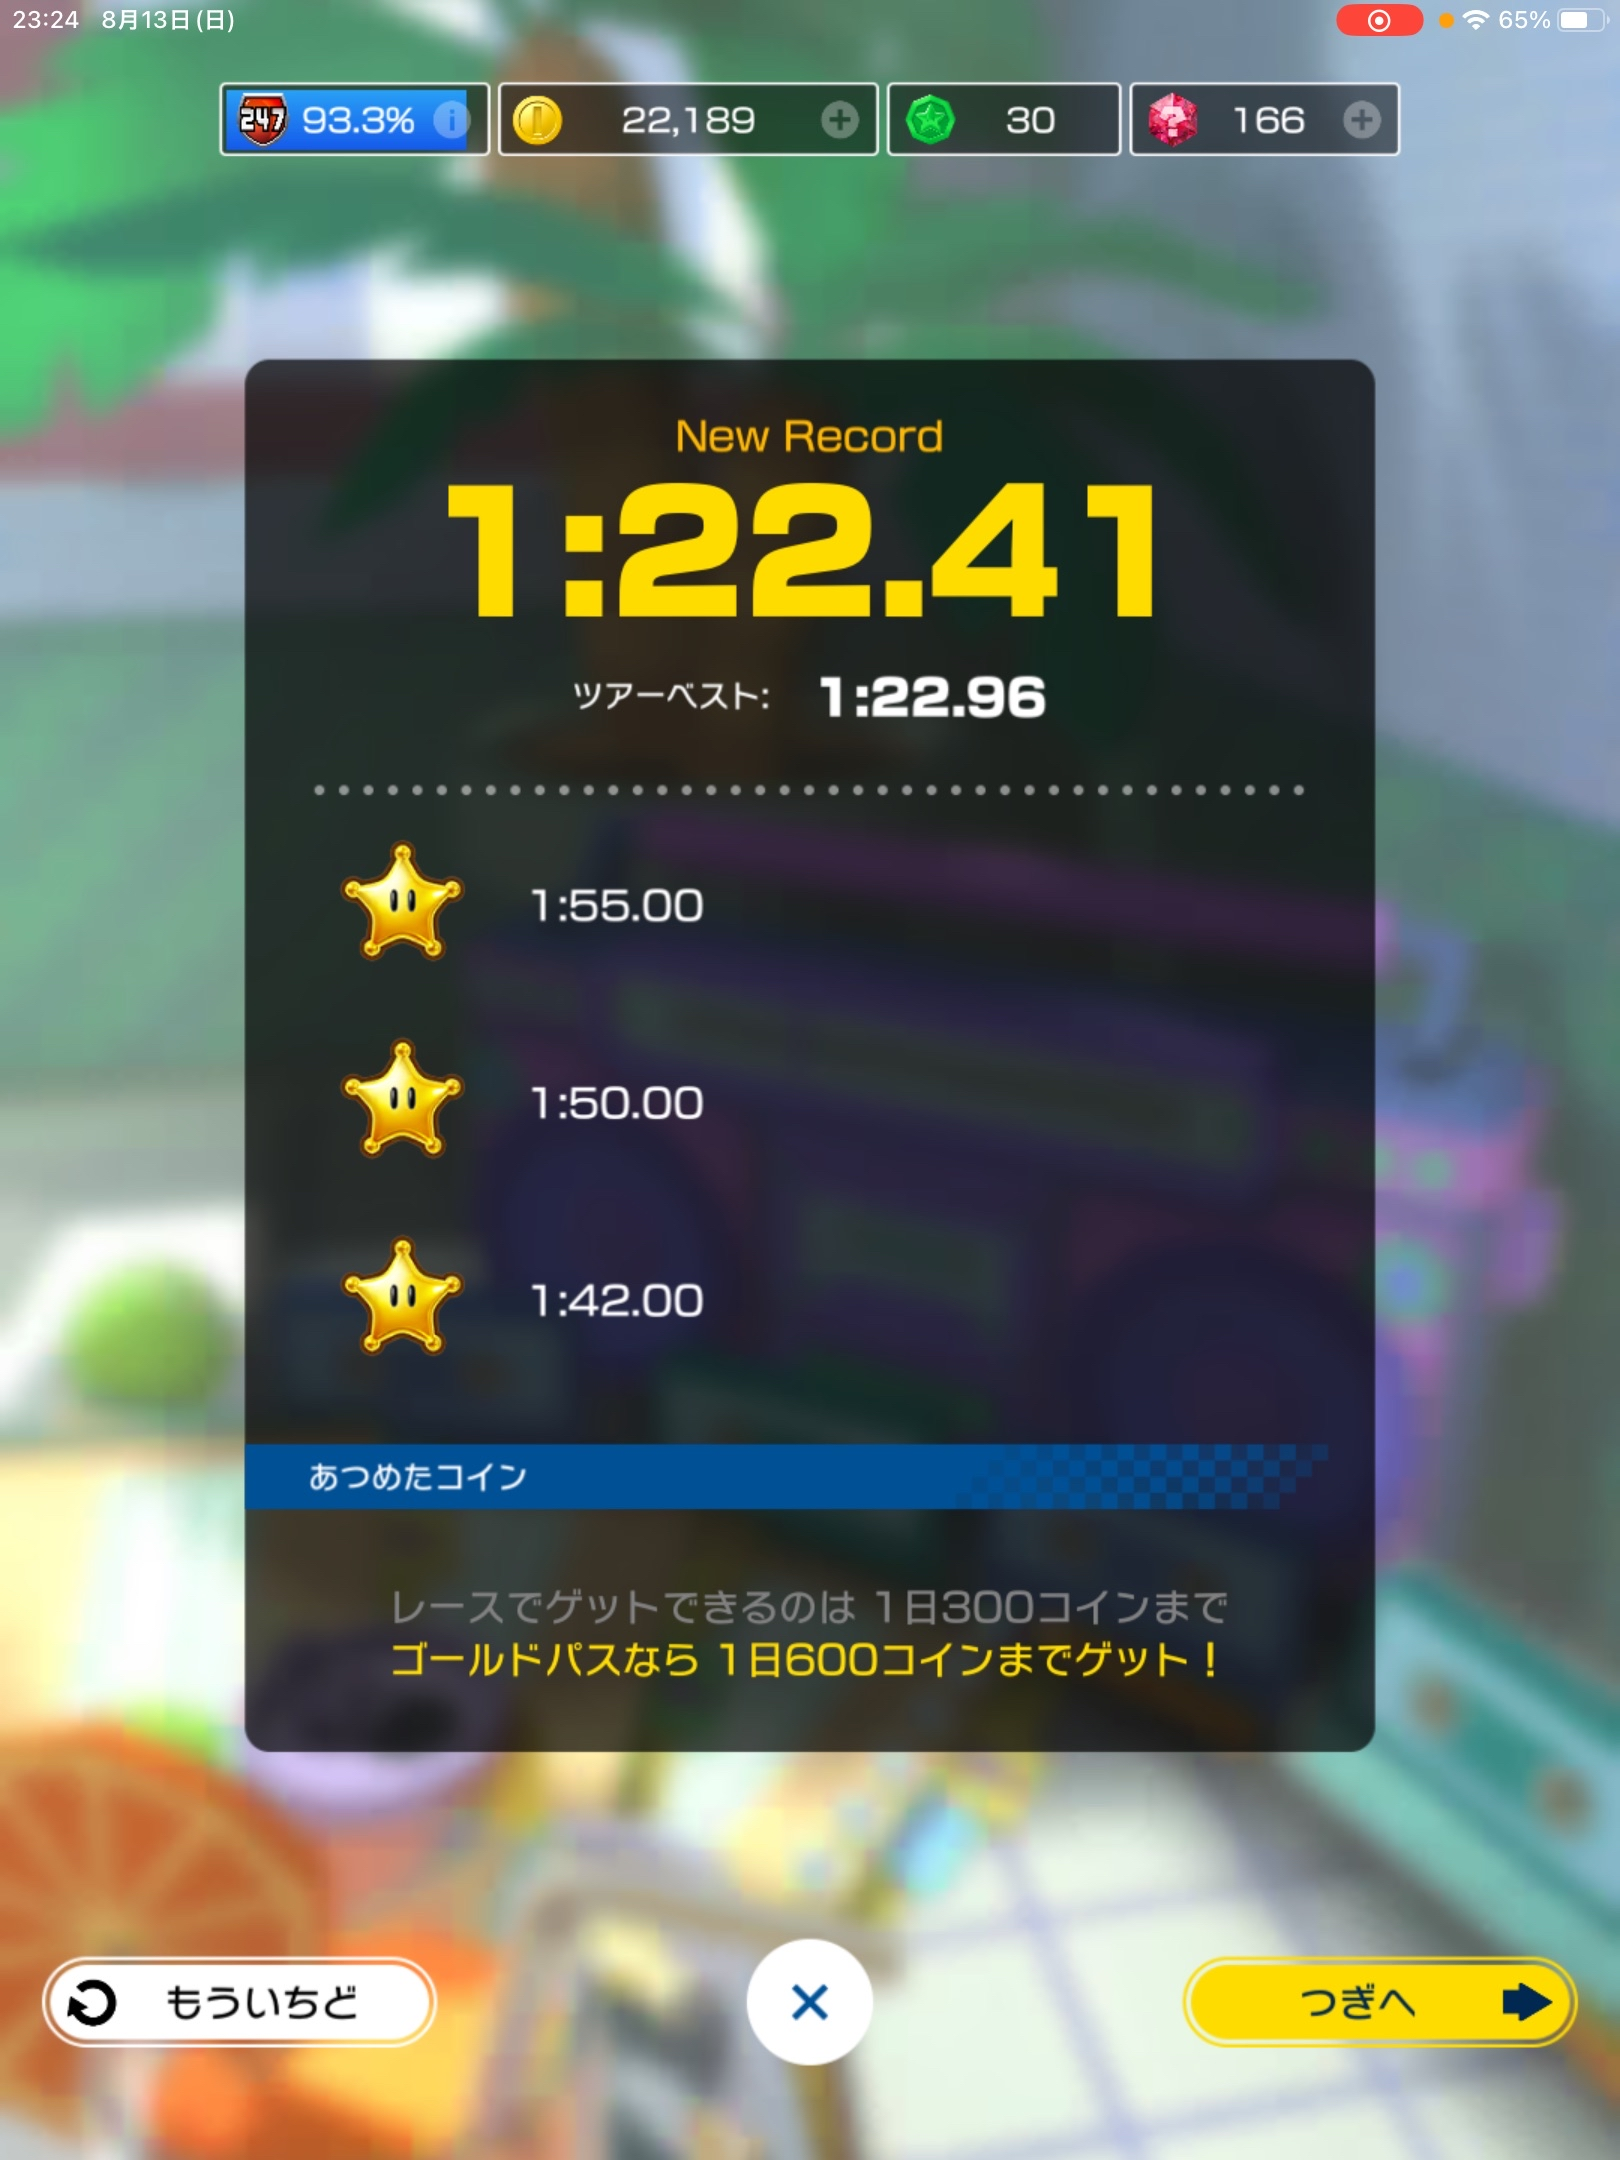 23:24 8月13日(日) 65%
247 93.3% i 22,189 30 ? 166
New Record
1:22.41
ツアーベスト: 1:22.96
1:55.00
1:50.00
1:42.00
あつめたコイン
レースでゲットできるのは 1日300コインまで
ゴールドパスなら 1日600コインまでゲット！
もういちど × つぎへ